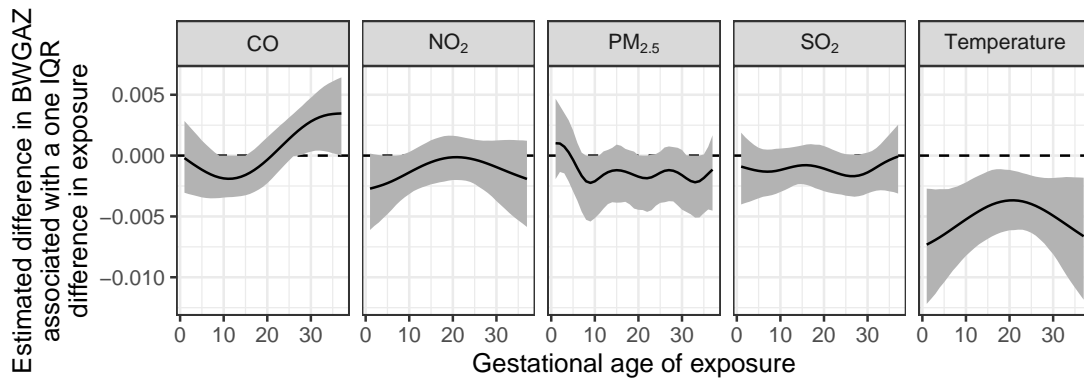 Estimated difference in BWGAZ
associated with a one IQR
difference in exposure
CO
NO₂
PM₂.₅
SO₂
Temperature
0.005
0.000
−0.005
−0.010
0 10 20 30
0 10 20 30
0 10 20 30
0 10 20 30
0 10 20 30
Gestational age of exposure